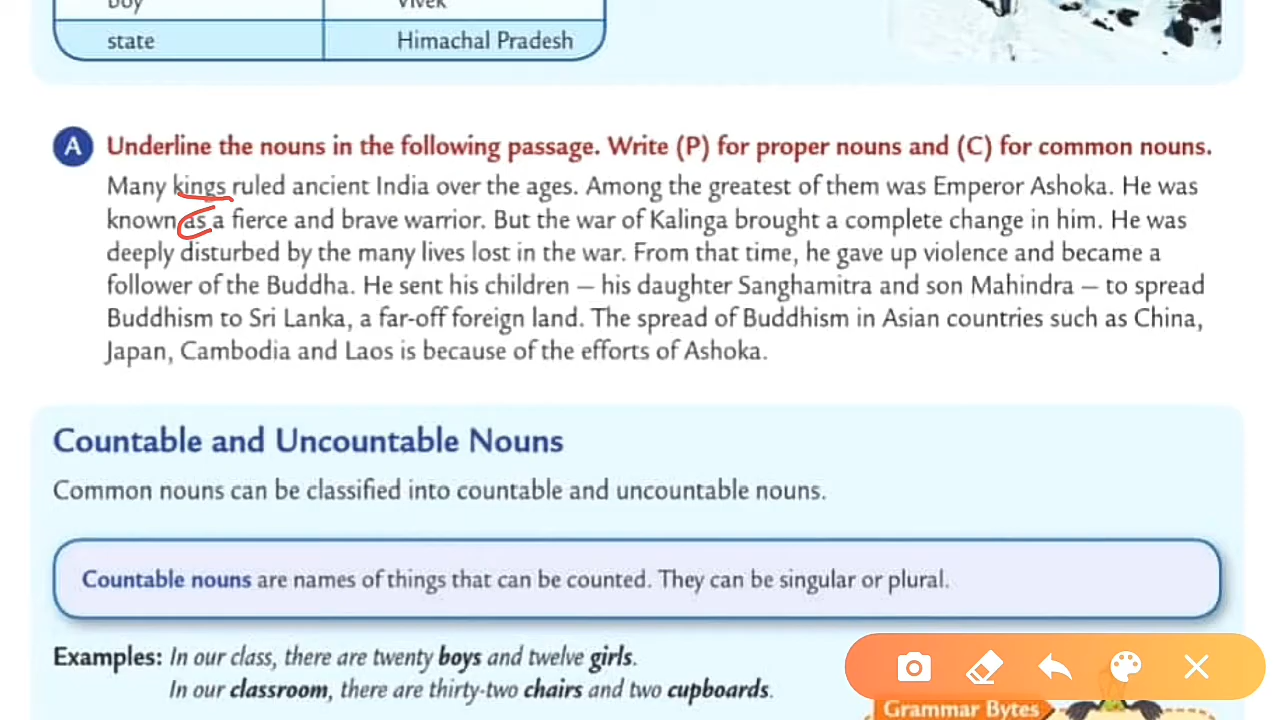 boy Vivek
state Himachal Pradesh
A Underline the nouns in the following passage. Write (P) for proper nouns and (C) for common nouns.
Many kings ruled ancient India over the ages. Among the greatest of them was Emperor Ashoka. He was
known as a fierce and brave warrior. But the war of Kalinga brought a complete change in him. He was
deeply disturbed by the many lives lost in the war. From that time, he gave up violence and became a
follower of the Buddha. He sent his children – his daughter Sanghamitra and son Mahindra – to spread
Buddhism to Sri Lanka, a far-off foreign land. The spread of Buddhism in Asian countries such as China,
Japan, Cambodia and Laos is because of the efforts of Ashoka.
Countable and Uncountable Nouns
Common nouns can be classified into countable and uncountable nouns.
Countable nouns are names of things that can be counted. They can be singular or plural.
Examples: In our class, there are twenty boys and twelve girls.
In our classroom, there are thirty-two chairs and two cupboards.
Grammar Bytes